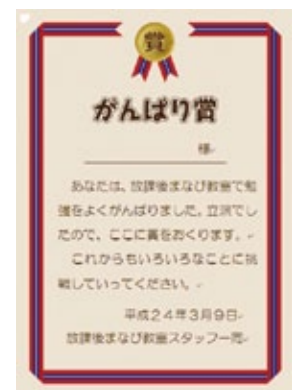 賞
がんばり賞
様
あなたは、放課後まなび教室で勉
強をよくがんばりました。立派でし
たので、ここに賞をおくります。
これからもいろいろなことに挑
戦していってください。
平成24年3月9日
放課後まなび教室スタッフ一同